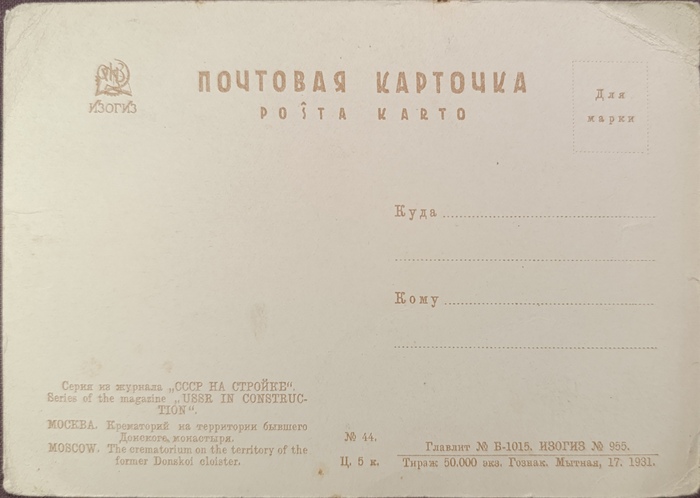 ИЗОГИЗ
ПОЧТОВАЯ КАРТОЧКА
POŜTA KARTO
Для
марки
Куда
Кому
Серия из журнала „СССР НА СТРОЙКЕ".
Series of the magazine „USSR IN CONSTRUC-
TION".
МОСКВА. Крематорий на территории бывшего
Донского монастыря.
MOSCOW. The crematorium on the territory of the
former Donskoi cloister.
№ 44.
Ц. 5 к.
Главлит № Б-1015. ИЗОГИЗ № 955.
Тираж 50.000 экз. Гознак. Мытная, 17. 1931.